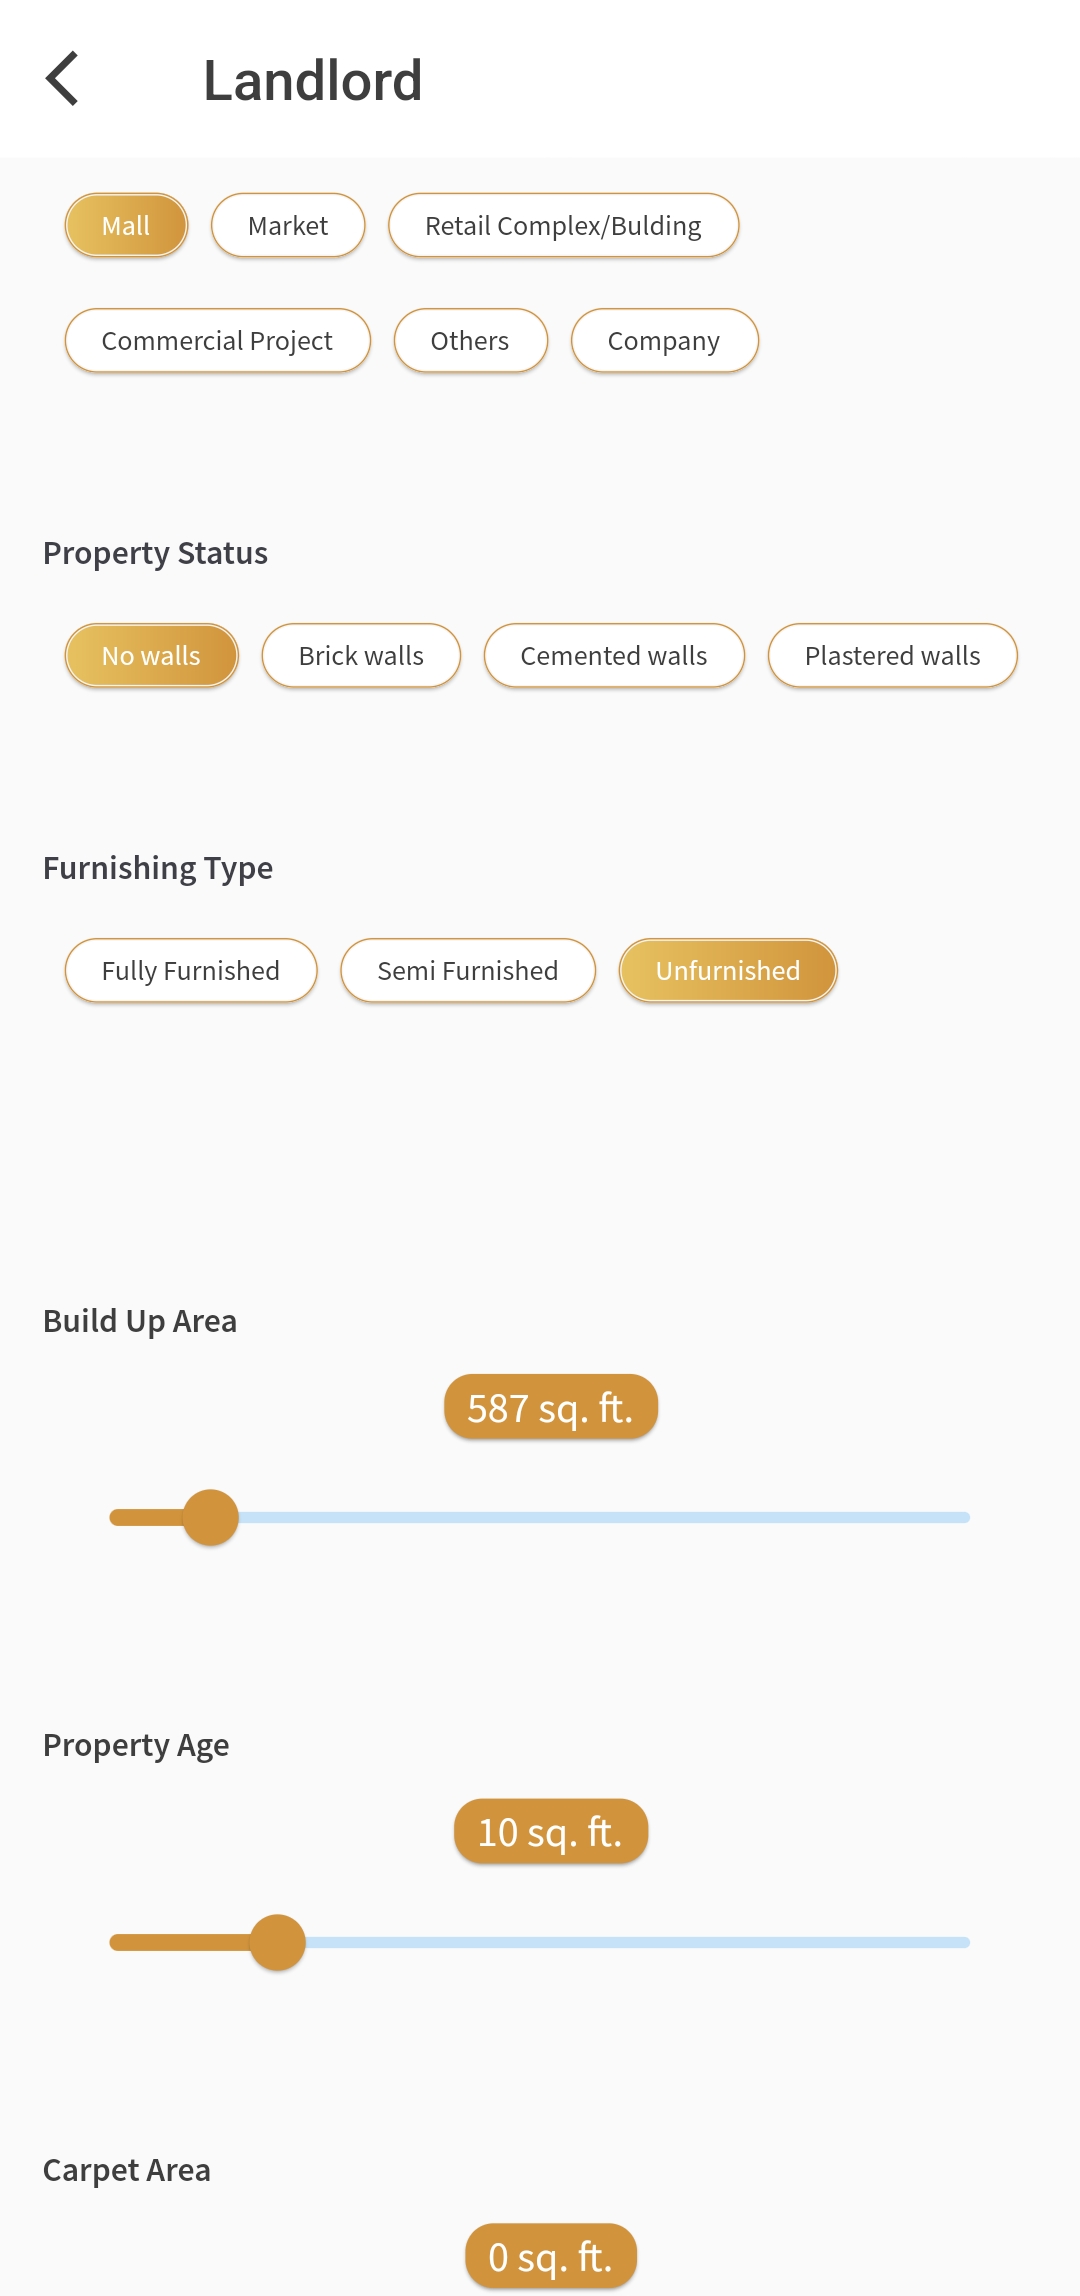 Landlord
Mall Market Retail Complex/Bulding
Commercial Project Others Company
Property Status
No walls Brick walls Cemented walls Plastered walls
Furnishing Type
Fully Furnished Semi Furnished Unfurnished
Build Up Area
587 sq. ft.
Property Age
10 sq. ft.
Carpet Area
0 sq. ft.